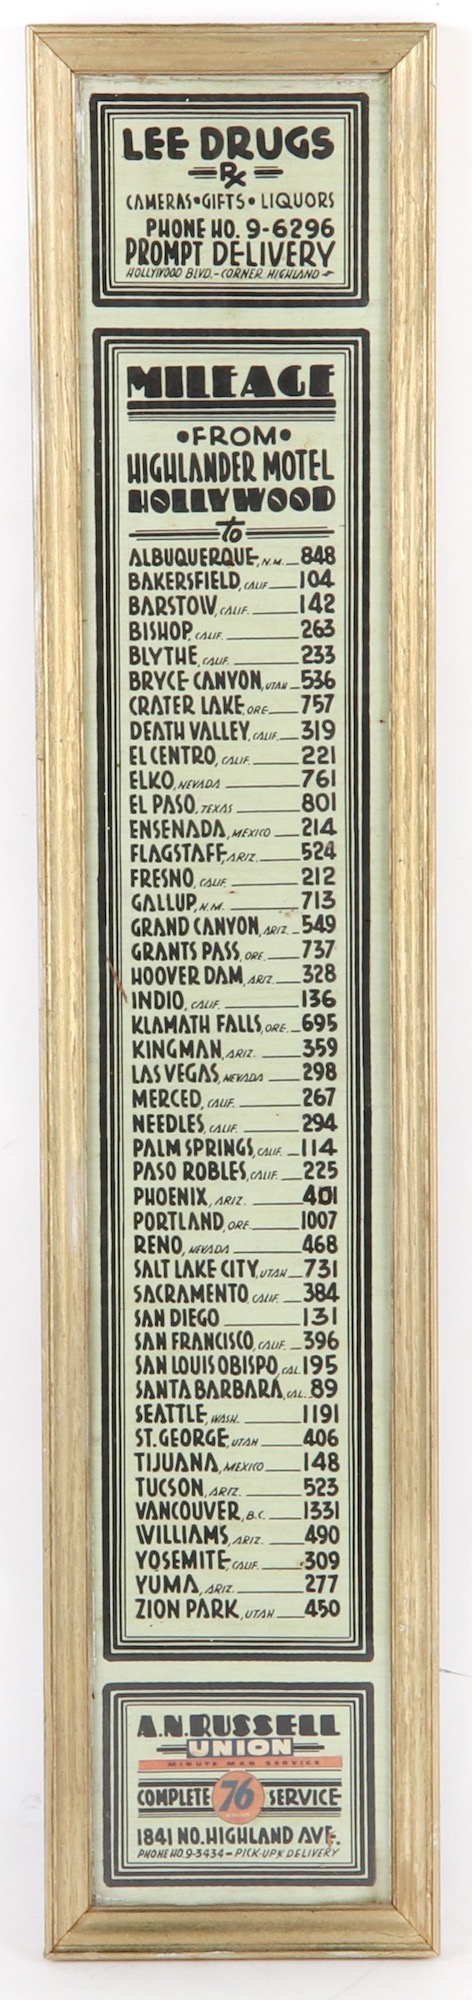 LEE DRUGS
Rx
CAMERAS•GIFTS•LIQUORS
PHONE HO. 9-6296
PROMPT DELIVERY
HOLLYWOOD BLVD.-CORNER HIGHLAND
MILEAGE
•FROM•
HIGHLANDER MOTEL
HOLLYWOOD
to
ALBUQUERQUE, N.M. 848
BAKERSFIELD, CALIF. 104
BARSTOW, CALIF. 142
BISHOP, CALIF. 263
BLYTHE, CALIF. 233
BRYCE CANYON, UTAH 536
CRATER LAKE, ORE. 757
DEATH VALLEY, CALIF. 319
EL CENTRO, CALIF. 221
ELKO, NEVADA 761
EL PASO, TEXAS 801
ENSENADA, MEXICO 214
FLAGSTAFF, ARIZ. 524
FRESNO, CALIF. 212
GALLUP, N.M. 713
GRAND CANYON, ARIZ. 549
GRANTS PASS, ORE. 737
HOOVER DAM, ARIZ. 328
INDIO, CALIF. 136
KLAMATH FALLS, ORE. 695
KINGMAN, ARIZ. 359
LAS VEGAS, NEVADA 298
MERCED, CALIF. 267
NEEDLES, CALIF. 294
PALM SPRINGS, CALIF. 114
PASO ROBLES, CALIF. 225
PHOENIX, ARIZ. 401
PORTLAND, ORE. 1007
RENO, NEVADA 468
SALT LAKE CITY, UTAH 731
SACRAMENTO, CALIF. 384
SAN DIEGO 131
SAN FRANCISCO, CALIF. 396
SAN LOUIS OBISPO, CAL. 195
SANTA BARBARA, CAL. 89
SEATTLE, WASH. 1191
ST. GEORGE, UTAH 406
TIJUANA, MEXICO 148
TUCSON, ARIZ. 523
VANCOUVER, B.C. 1331
WILLIAMS, ARIZ. 490
YOSEMITE, CALIF. 309
YUMA, ARIZ. 277
ZION PARK, UTAH 450
A.N. RUSSELL
UNION
MINUTE MAN SERVICE
COMPLETE 76 SERVICE
1841 NO. HIGHLAND AVE.
PHONE HO. 9-3434 - PICK-UP & DELIVERY